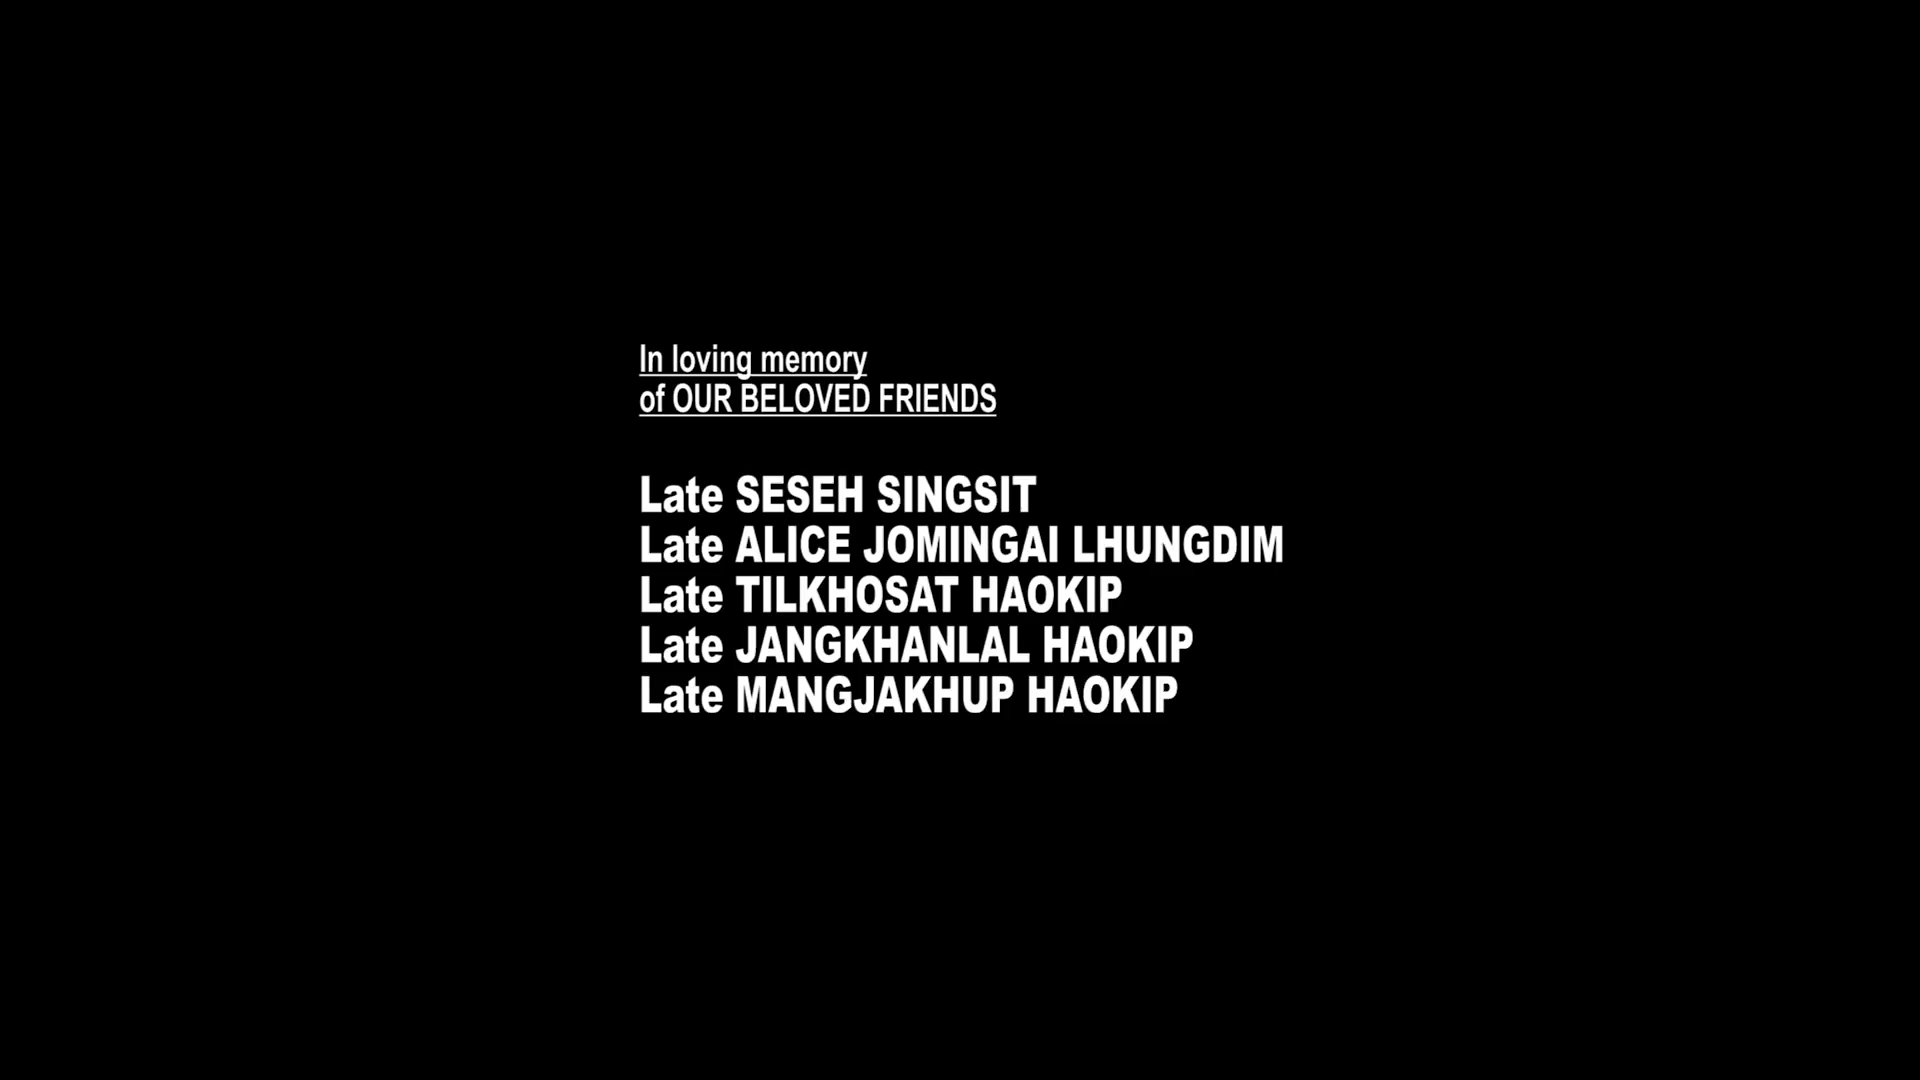 In loving memory
of OUR BELOVED FRIENDS
Late SESEH SINGSIT
Late ALICE JOMINGAI LHUNGDIM
Late TILKHOSAT HAOKIP
Late JANGKHANLAL HAOKIP
Late MANGJAKHUP HAOKIP